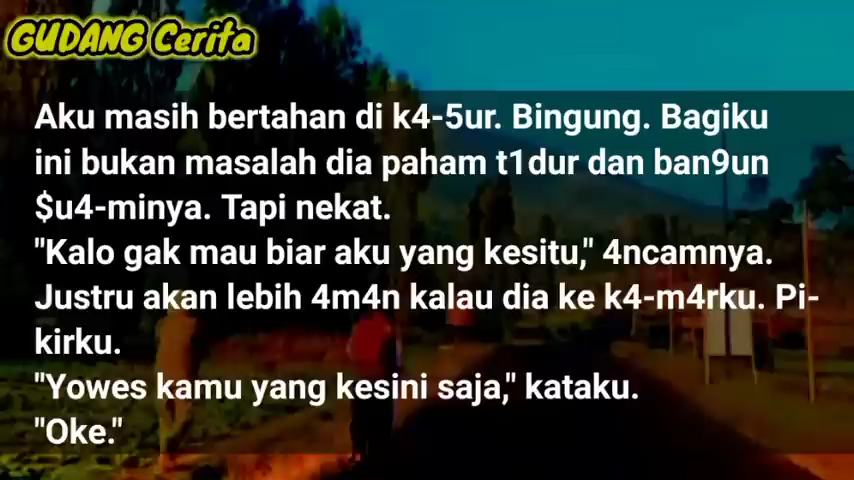 GUDANG Cerita
Aku masih bertahan di k4-5ur. Bingung. Bagiku
ini bukan masalah dia paham t1dur dan ban9un
$u4-minya. Tapi nekat.
"Kalo gak mau biar aku yang kesitu," 4ncamnya.
Justru akan lebih 4m4n kalau dia ke k4-m4rku. Pi-
kirku.
"Yowes kamu yang kesini saja," kataku.
"Oke."